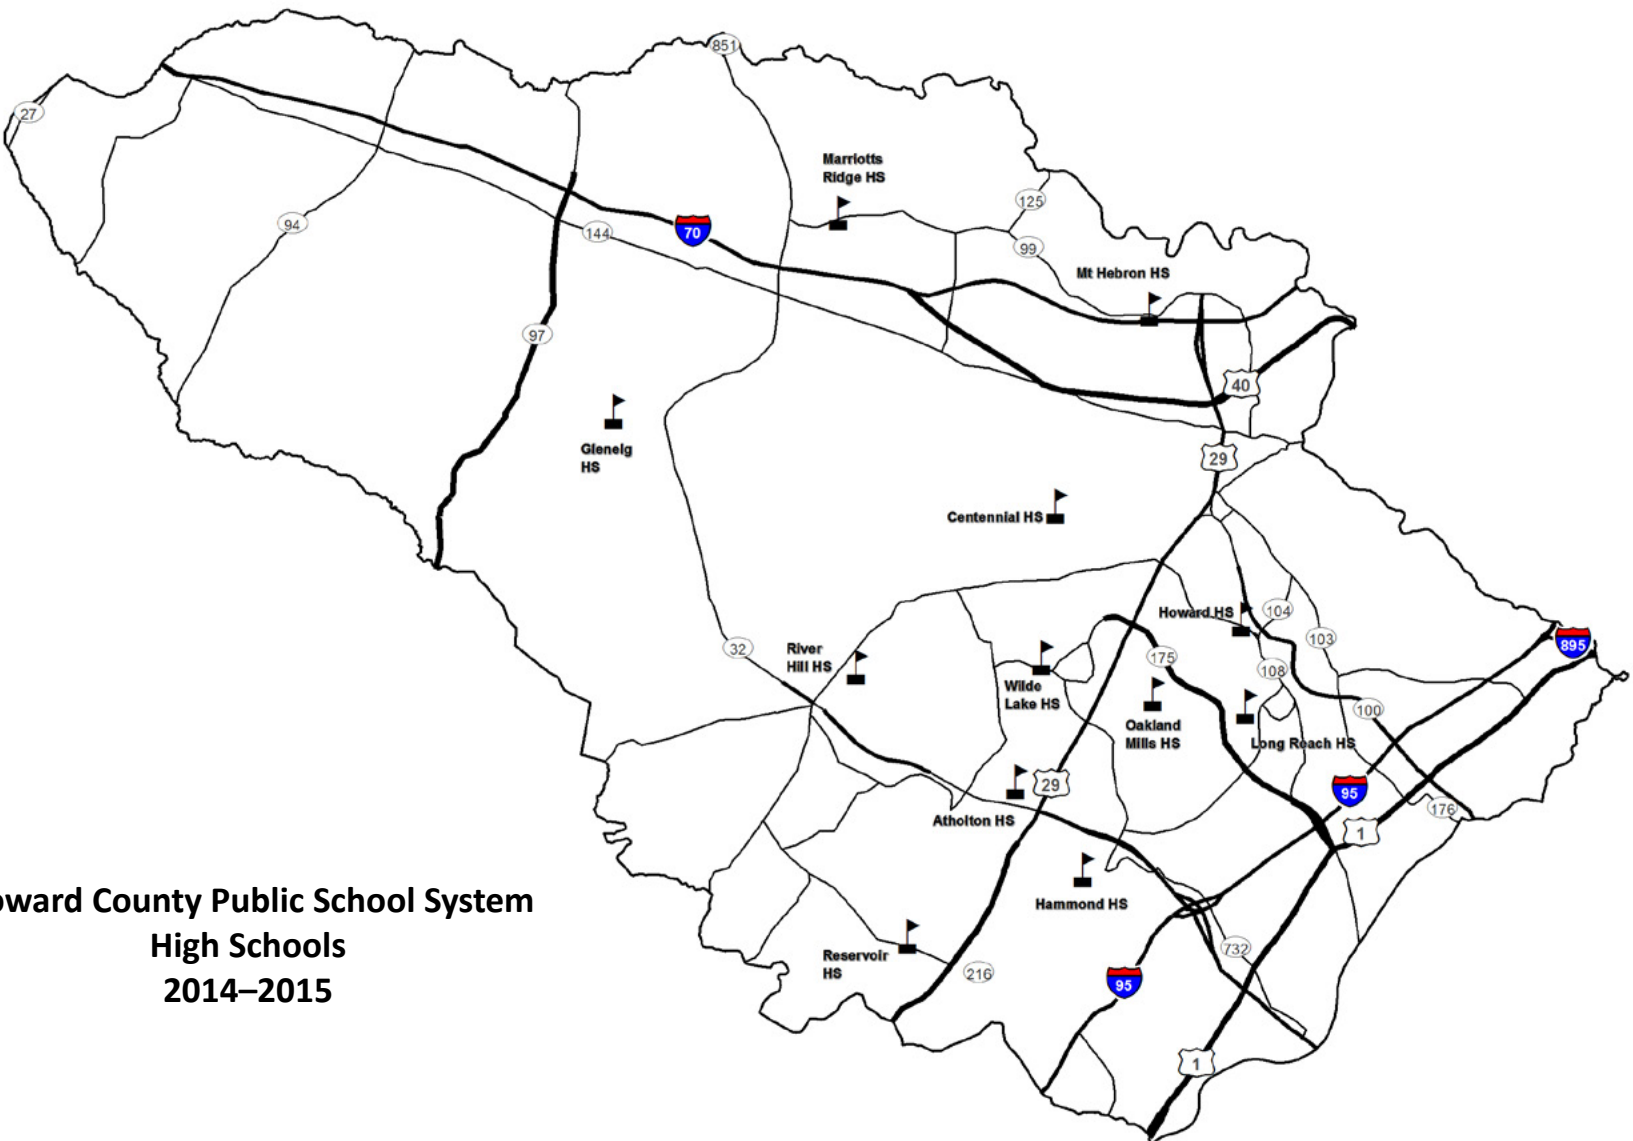 851
27
Marriotts
Ridge HS
125
94
144
70
99
Mt Hebron HS
97
40
Glenelg
HS
29
Centennial HS
Howard HS
104
103
895
32
River
Hill HS
175
108
Wilde
Lake HS
100
Oakland
Mills HS
Long Reach HS
29
95
176
Atholton HS
1
Hammond HS
oward County Public School System
High Schools
2014–2015
Reservoir
HS
732
216
95
1